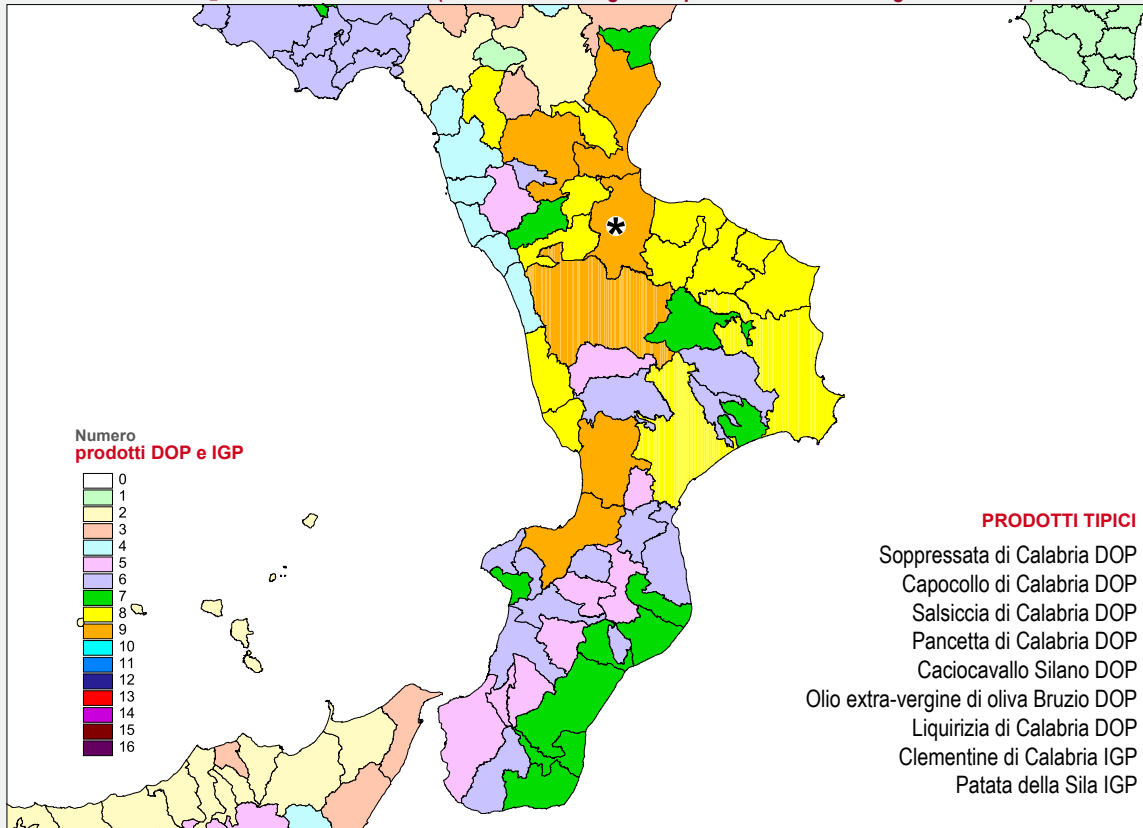 Numero
prodotti DOP e IGP
0
1
2
3
4
5
6
7
8
9
10
11
12
13
14
15
16
*
PRODOTTI TIPICI
Soppressata di Calabria DOP
Capocollo di Calabria DOP
Salsiccia di Calabria DOP
Pancetta di Calabria DOP
Caciocavallo Silano DOP
Olio extra-vergine di oliva Bruzio DOP
Liquirizia di Calabria DOP
Clementine di Calabria IGP
Patata della Sila IGP